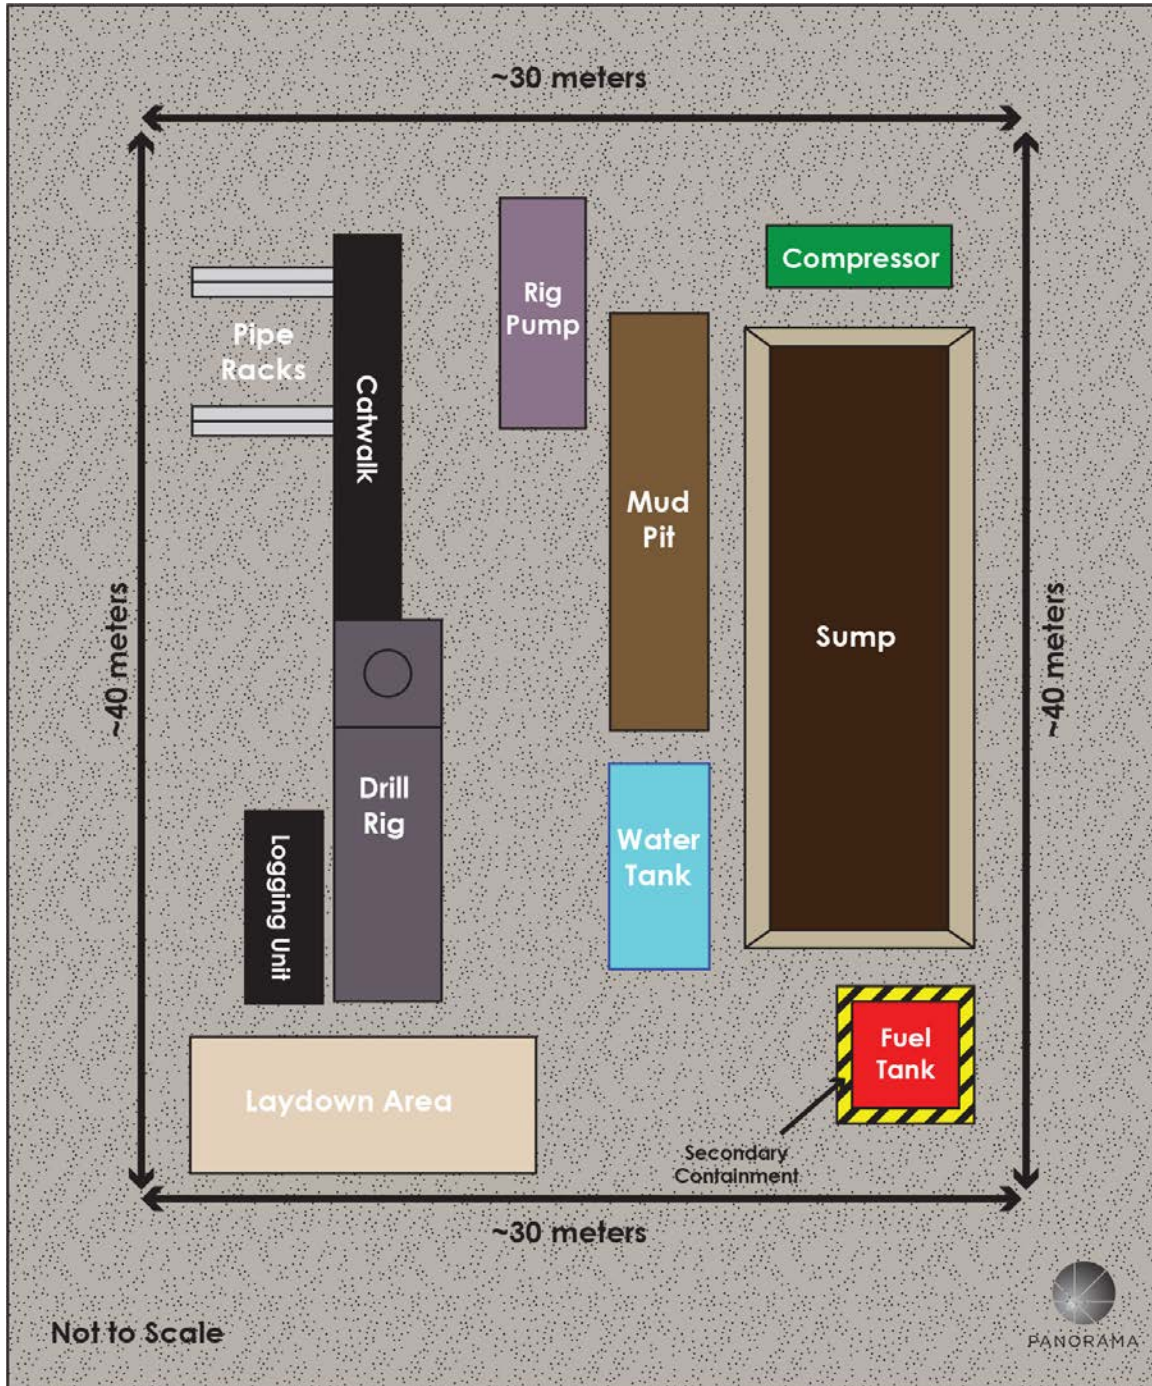 ~30 meters
Compressor
Rig
Pump
Pipe
Racks
Catwalk
Mud
Pit
~40 meters
Sump
~40 meters
Drill
Rig
Water
Tank
Logging Unit
Fuel
Tank
Laydown Area
Secondary
Containment
~30 meters
Not to Scale
PANORAMA